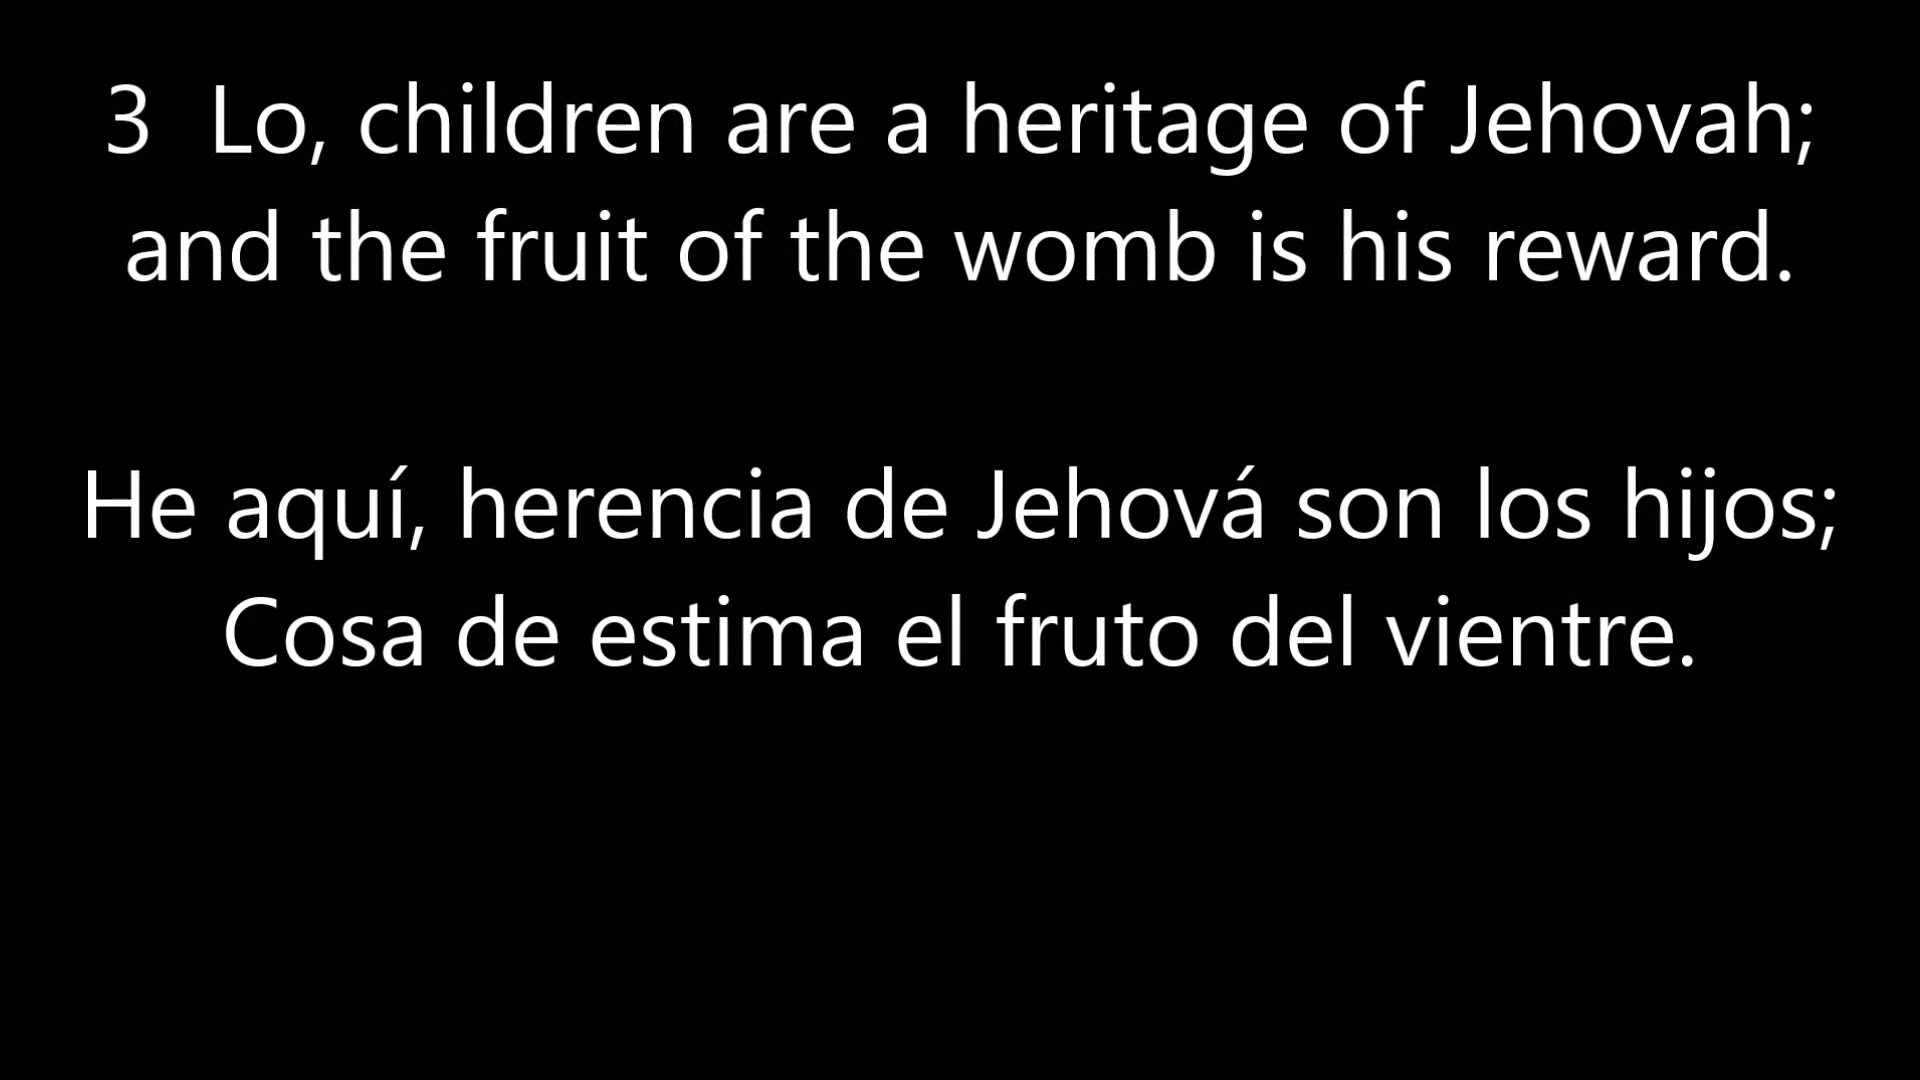 3  Lo, children are a heritage of Jehovah;
and the fruit of the womb is his reward.
He aquí, herencia de Jehová son los hijos;
Cosa de estima el fruto del vientre.